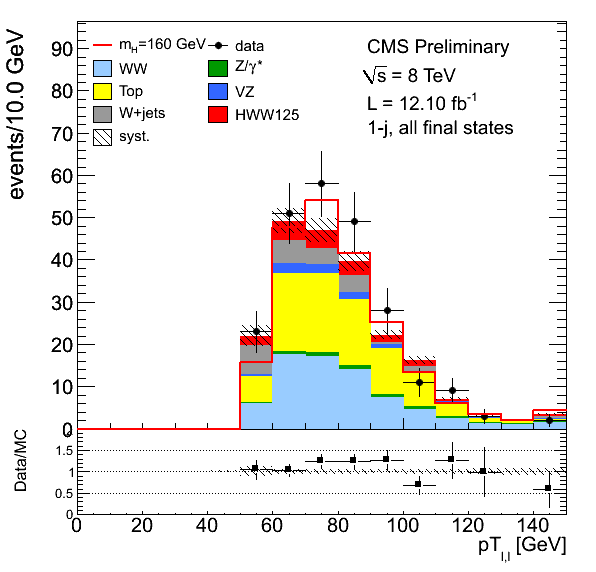 events/10.0 GeV
90
80
70
60
50
40
30
20
10
0
m_H=160 GeV
data
WW
Z/γ*
Top
VZ
W+jets
HWW125
syst.
CMS Preliminary
√s = 8 TeV
L = 12.10 fb⁻¹
1-j, all final states
Data/MC
1.5
1
0.5
0
0 20 40 60 80 100 120 140
pT_l,l [GeV]